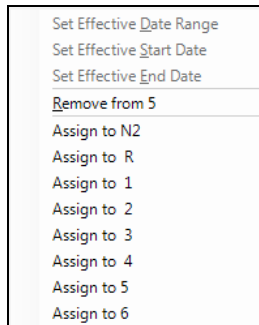 Set Effective Date Range
Set Effective Start Date
Set Effective End Date
Remove from 5
Assign to N2
Assign to R
Assign to 1
Assign to 2
Assign to 3
Assign to 4
Assign to 5
Assign to 6